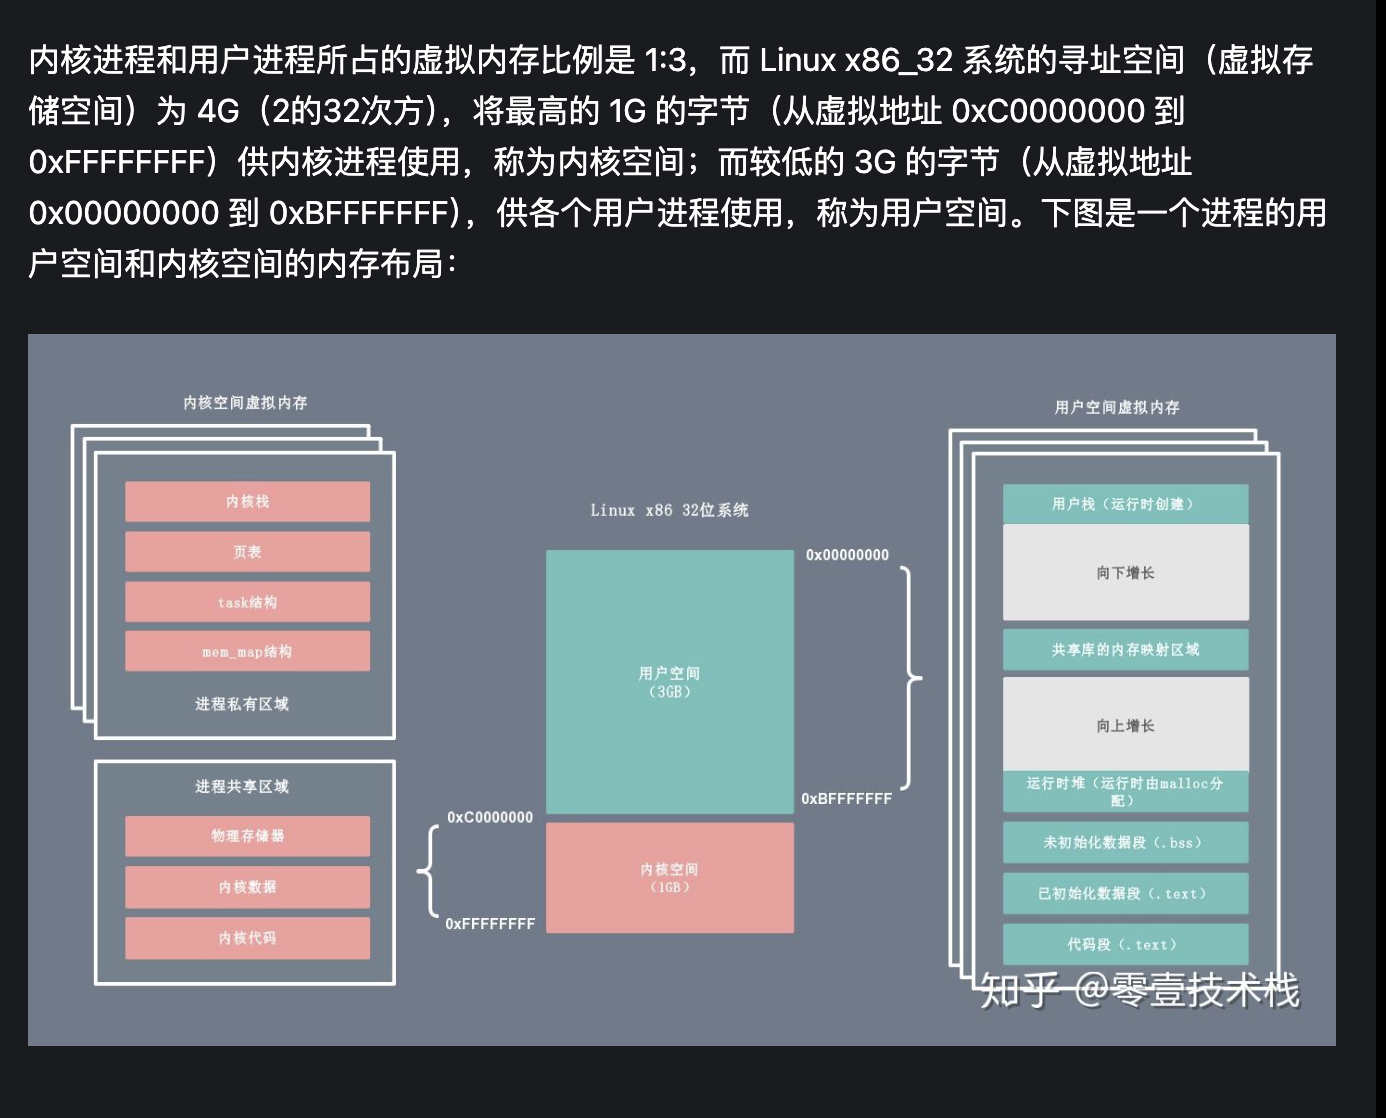 内核进程和用户进程所占的虚拟内存比例是 1:3，而 Linux x86_32 系统的寻址空间（虚拟存
储空间）为 4G（2的32次方），将最高的 1G 的字节（从虚拟地址 0xC0000000 到
0xFFFFFFFF）供内核进程使用，称为内核空间；而较低的 3G 的字节（从虚拟地址
0x00000000 到 0xBFFFFFFF），供各个用户进程使用，称为用户空间。下图是一个进程的用
户空间和内核空间的内存布局：
内核空间虚拟内存
内核栈
页表
task结构
mem_map结构
进程私有区域
进程共享区域
物理存储器
内核数据
内核代码
Linux x86 32位系统
0x00000000
用户空间
（3GB）
0xBFFFFFFF
0xC0000000
内核空间
（1GB）
0xFFFFFFFF
用户空间虚拟内存
用户栈（运行时创建）
向下增长
共享库的内存映射区域
向上增长
运行时堆（运行时由malloc分
配）
未初始化数据段（.bss）
已初始化数据段（.text）
代码段（.text）
知乎 @零壹技术栈